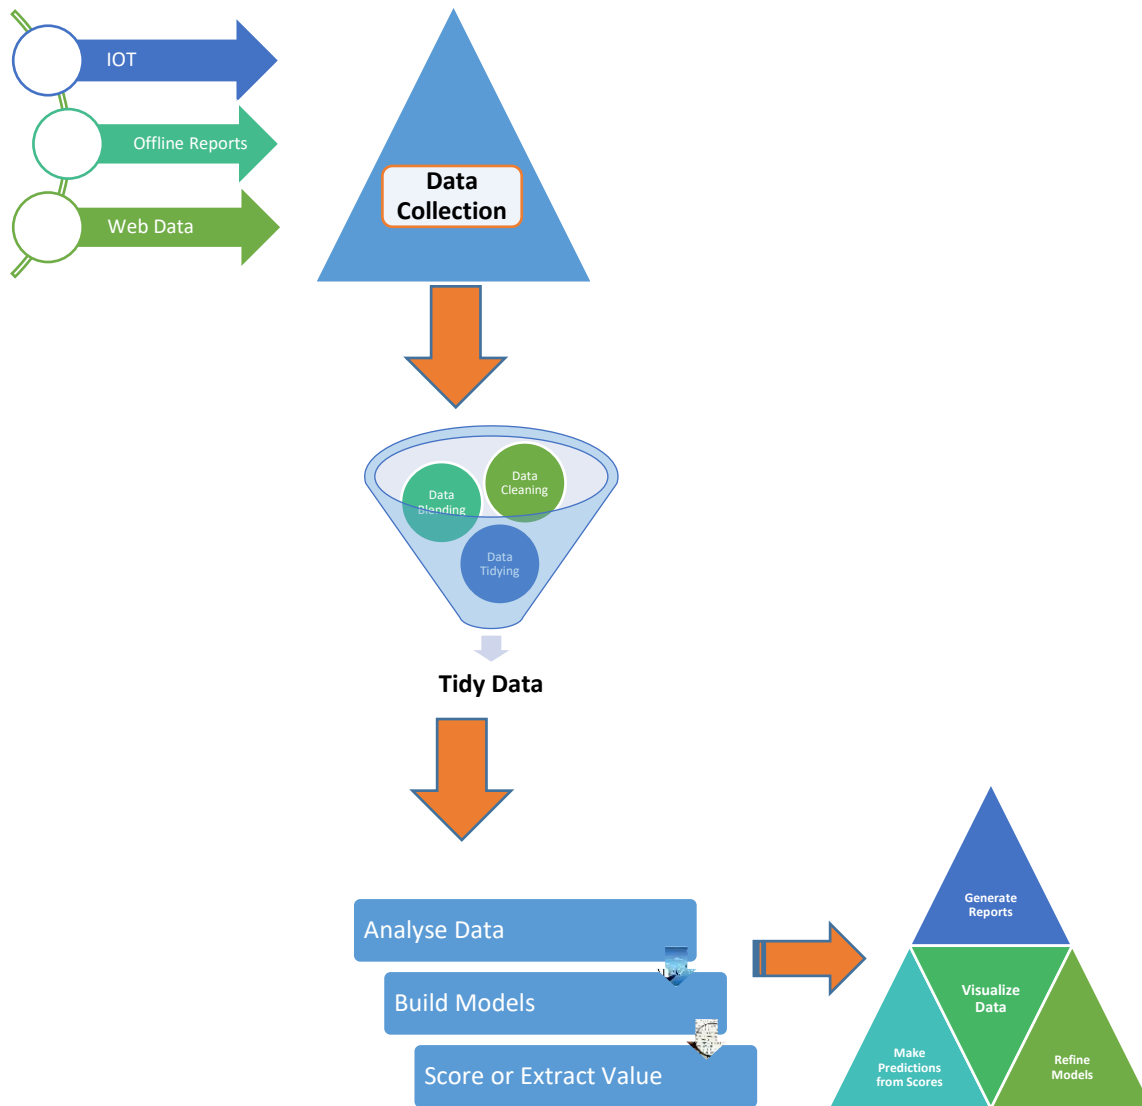 IOT
Offline Reports
Web Data
Data
Collection
Data
Cleaning
Data
Blending
Data
Tidying
Tidy Data
Analyse Data
Build Models
Score or Extract Value
Generate
Reports
Visualize
Data
Make
Predictions
from Scores
Refine
Models